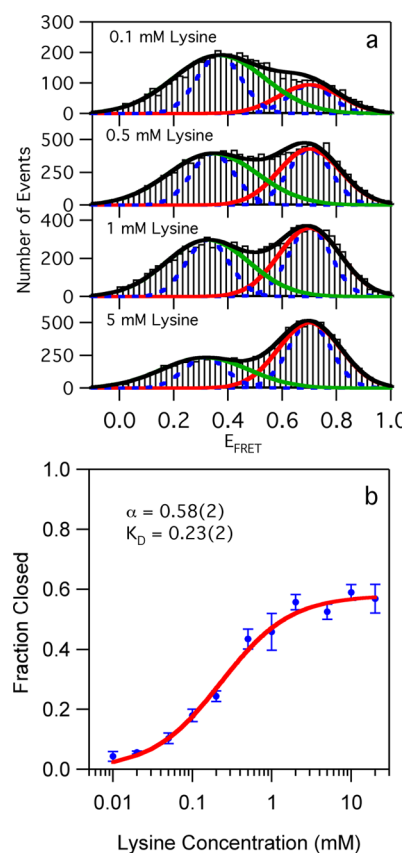 a
0.1 mM Lysine
300
200
100
0
0.5 mM Lysine
500
250
0
1 mM Lysine
400
200
0
5 mM Lysine
500
250
0
Number of Events
0.0 0.2 0.4 0.6 0.8 1.0
E_FRET
b
α = 0.58(2)
K_D = 0.23(2)
1.0
0.8
0.6
0.4
0.2
0.0
Fraction Closed
0.01 0.1 1 10
Lysine Concentration (mM)